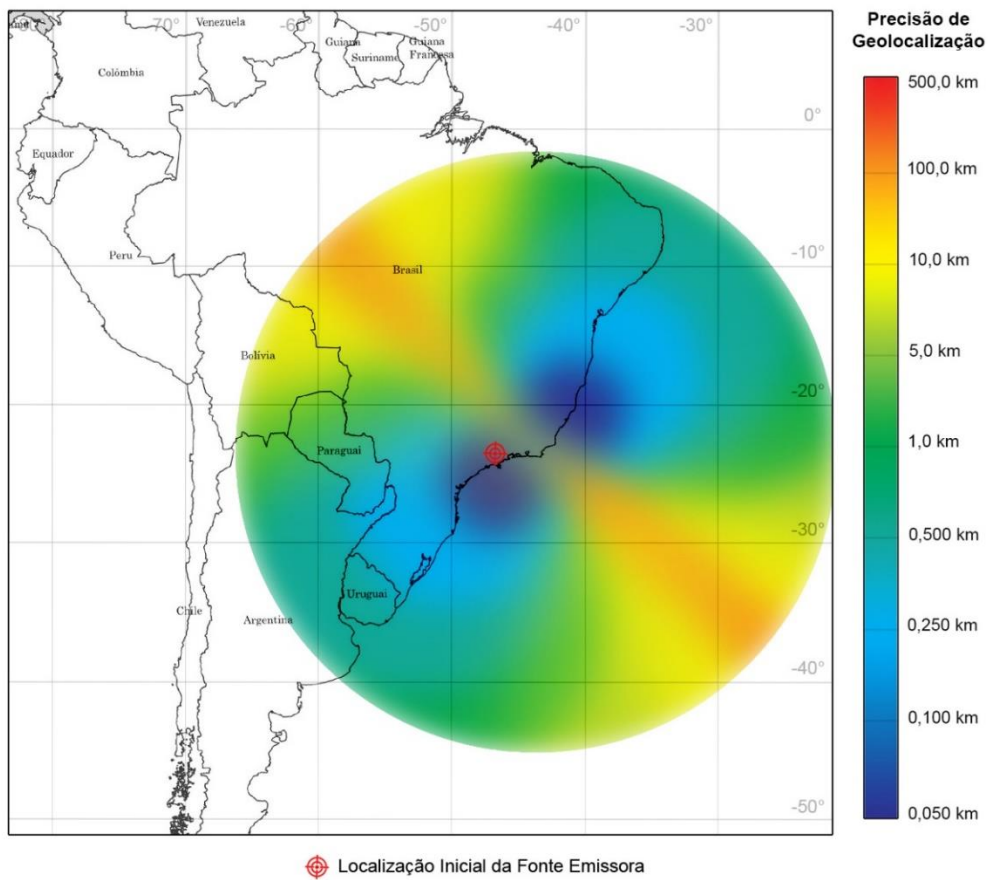 -80°
-70°
-60°
-50°
-40°
-30°
Venezuela
Guiana
Suriname
Guiana
Francesa
Colômbia
0°
Equador
Peru
Brasil
-10°
Bolívia
-20°
Paraguai
-30°
Uruguai
Chile
Argentina
-40°
-50°
Precisão de
Geolocalização
500,0 km
100,0 km
10,0 km
5,0 km
1,0 km
0,500 km
0,250 km
0,100 km
0,050 km
Localização Inicial da Fonte Emissora